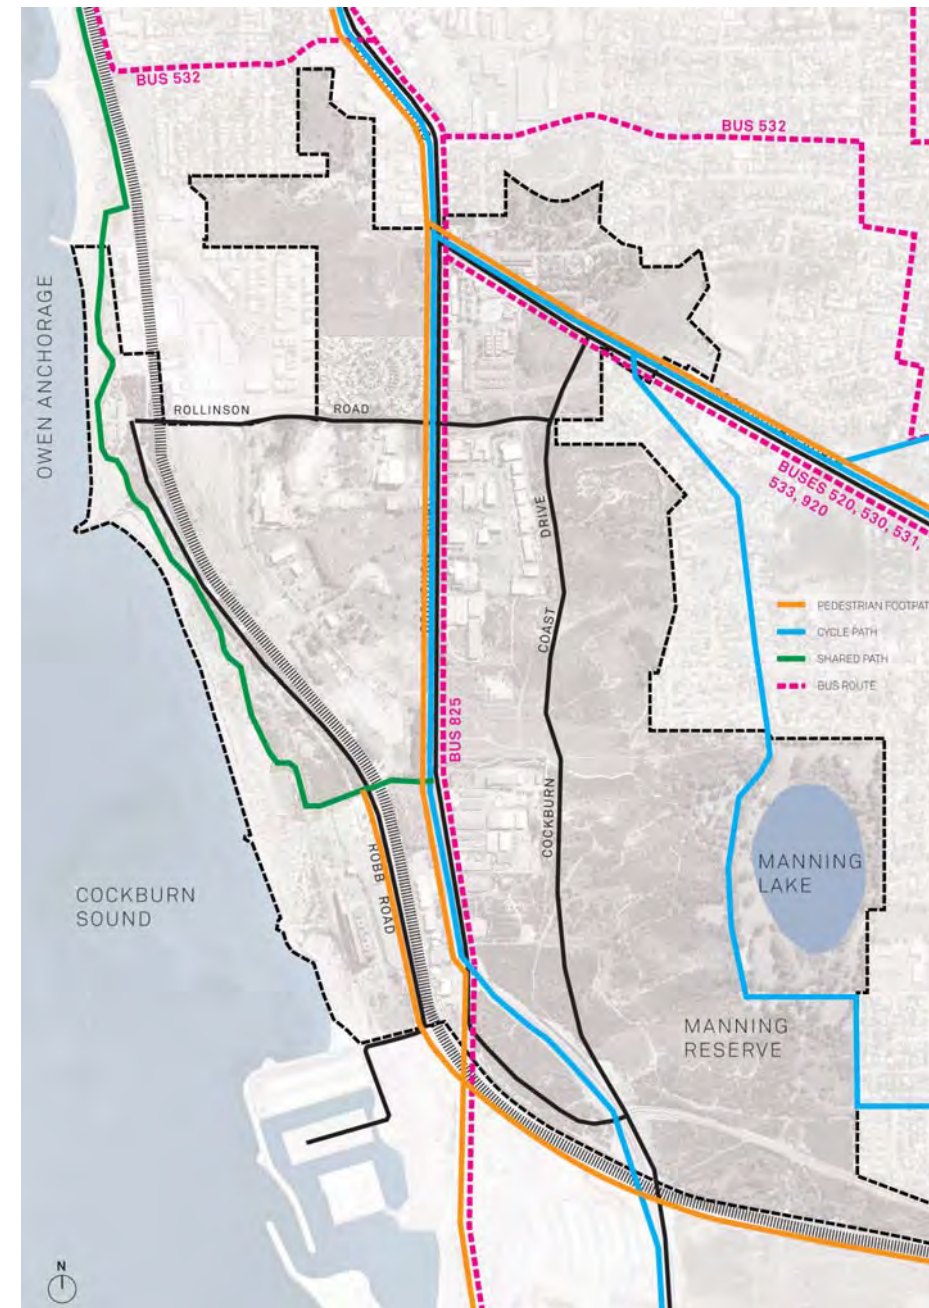 BUS 532
BUS 532
OWEN ANCHORAGE
ROLLINSON ROAD
BUSES 520, 530, 531,
533, 920
COAST DRIVE
PEDESTRIAN FOOTPAT
CYCLE PATH
SHARED PATH
BUS ROUTE
BUS 825
COCKBURN
MANNING
LAKE
ROBB ROAD
COCKBURN
SOUND
MANNING
RESERVE
N